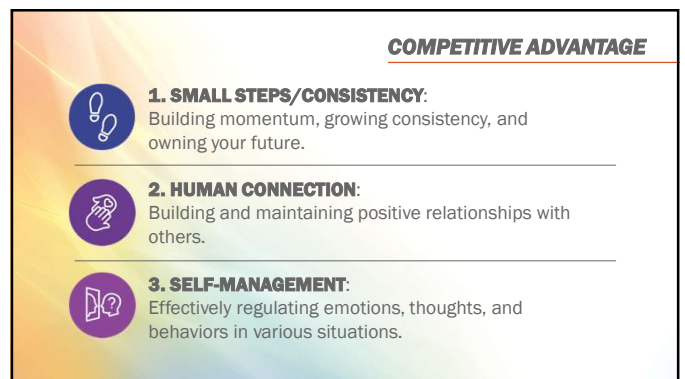 COMPETITIVE ADVANTAGE
1. SMALL STEPS/CONSISTENCY:
Building momentum, growing consistency, and
owning your future.
2. HUMAN CONNECTION:
Building and maintaining positive relationships with
others.
3. SELF-MANAGEMENT:
Effectively regulating emotions, thoughts, and
behaviors in various situations.